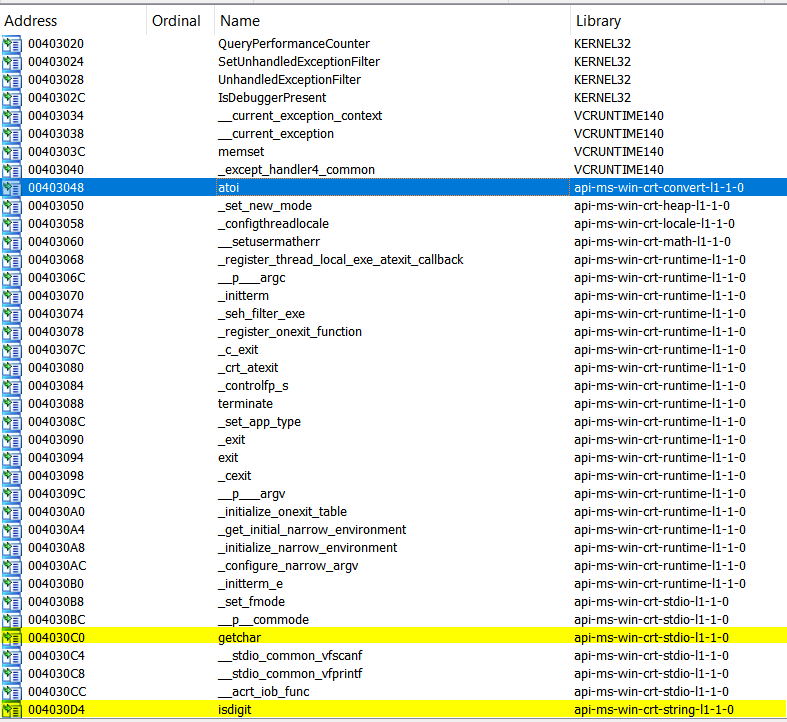 Address Ordinal Name Library
00403020 QueryPerformanceCounter KERNEL32
00403024 SetUnhandledExceptionFilter KERNEL32
00403028 UnhandledExceptionFilter KERNEL32
0040302C IsDebuggerPresent KERNEL32
00403034 __current_exception_context VCRUNTIME140
00403038 __current_exception VCRUNTIME140
0040303C memset VCRUNTIME140
00403040 _except_handler4_common VCRUNTIME140
00403048 atoi api-ms-win-crt-convert-l1-1-0
00403050 _set_new_mode api-ms-win-crt-heap-l1-1-0
00403058 _configthreadlocale api-ms-win-crt-locale-l1-1-0
00403060 __setusermatherr api-ms-win-crt-math-l1-1-0
00403068 _register_thread_local_exe_atexit_callback api-ms-win-crt-runtime-l1-1-0
0040306C __p___argc api-ms-win-crt-runtime-l1-1-0
00403070 _initterm api-ms-win-crt-runtime-l1-1-0
00403074 _seh_filter_exe api-ms-win-crt-runtime-l1-1-0
00403078 _register_onexit_function api-ms-win-crt-runtime-l1-1-0
0040307C _c_exit api-ms-win-crt-runtime-l1-1-0
00403080 _crt_atexit api-ms-win-crt-runtime-l1-1-0
00403084 _controlfp_s api-ms-win-crt-runtime-l1-1-0
00403088 terminate api-ms-win-crt-runtime-l1-1-0
0040308C _set_app_type api-ms-win-crt-runtime-l1-1-0
00403090 _exit api-ms-win-crt-runtime-l1-1-0
00403094 exit api-ms-win-crt-runtime-l1-1-0
00403098 _cexit api-ms-win-crt-runtime-l1-1-0
0040309C __p___argv api-ms-win-crt-runtime-l1-1-0
004030A0 _initialize_onexit_table api-ms-win-crt-runtime-l1-1-0
004030A4 _get_initial_narrow_environment api-ms-win-crt-runtime-l1-1-0
004030A8 _initialize_narrow_environment api-ms-win-crt-runtime-l1-1-0
004030AC _configure_narrow_argv api-ms-win-crt-runtime-l1-1-0
004030B0 _initterm_e api-ms-win-crt-runtime-l1-1-0
004030B8 _set_fmode api-ms-win-crt-stdio-l1-1-0
004030BC __p__commode api-ms-win-crt-stdio-l1-1-0
004030C0 getchar api-ms-win-crt-stdio-l1-1-0
004030C4 __stdio_common_vfscanf api-ms-win-crt-stdio-l1-1-0
004030C8 __stdio_common_vfprintf api-ms-win-crt-stdio-l1-1-0
004030CC __acrt_iob_func api-ms-win-crt-stdio-l1-1-0
004030D4 isdigit api-ms-win-crt-string-l1-1-0